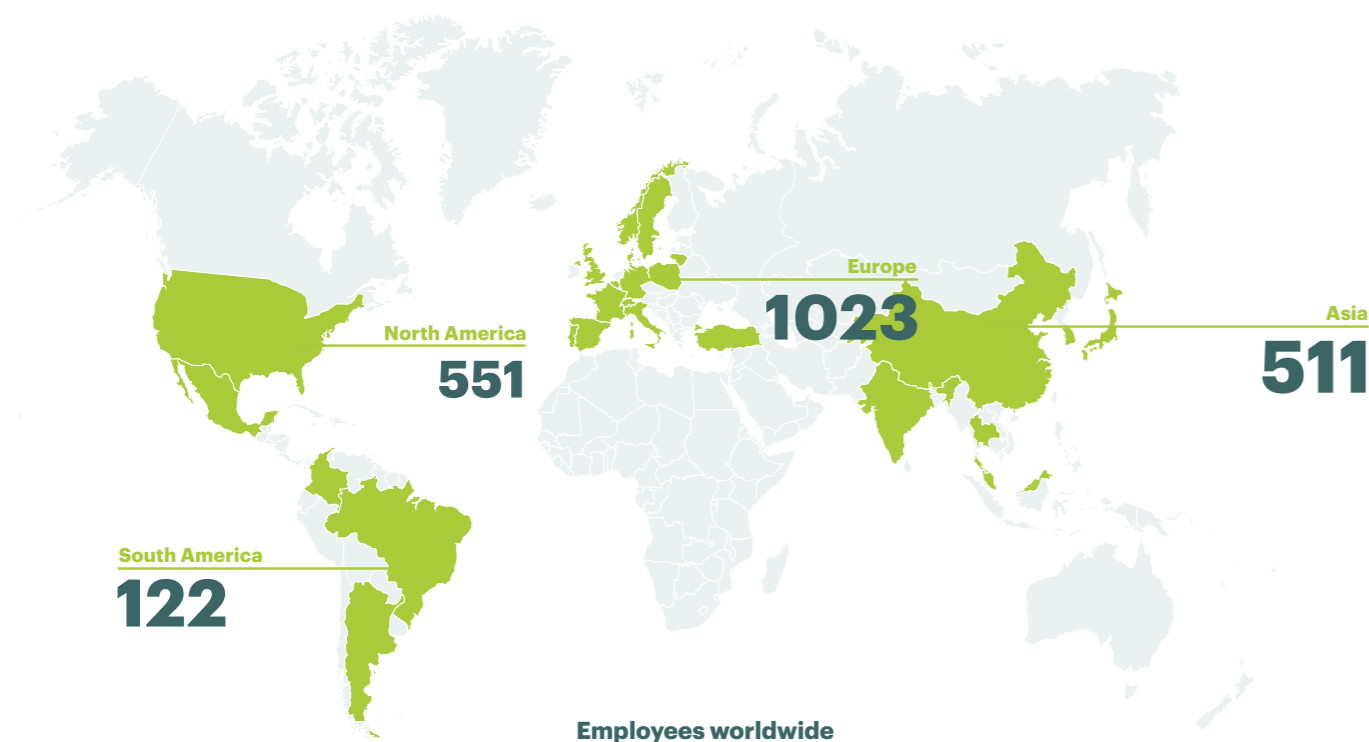 Europe
1023
Asia
511
North America
551
South America
122
Employees worldwide